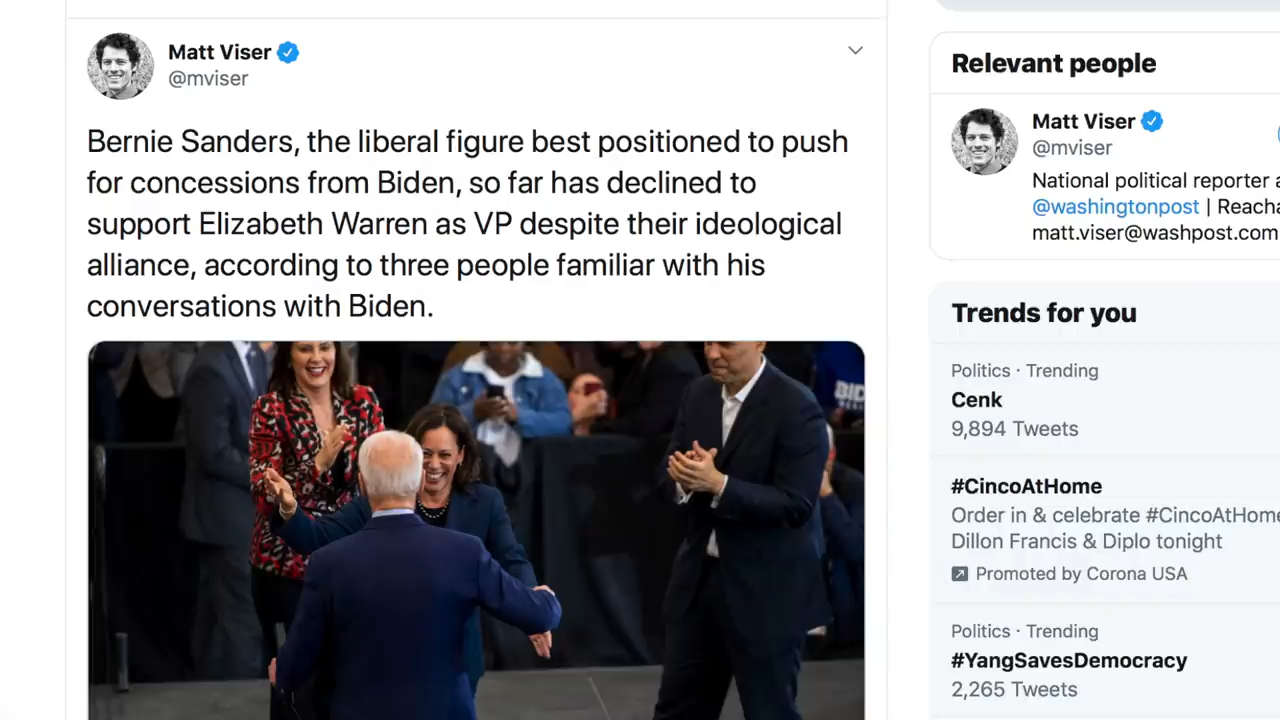 Matt Viser
@mviser
Bernie Sanders, the liberal figure best positioned to push
for concessions from Biden, so far has declined to
support Elizabeth Warren as VP despite their ideological
alliance, according to three people familiar with his
conversations with Biden.
BID
Relevant people
Matt Viser
@mviser
National political reporter
@washingtonpost | Reacha
matt.viser@washpost.com
Trends for you
Politics · Trending
Cenk
9,894 Tweets
#CincoAtHome
Order in & celebrate #CincoAtHome
Dillon Francis & Diplo tonight
Promoted by Corona USA
Politics · Trending
#YangSavesDemocracy
2,265 Tweets